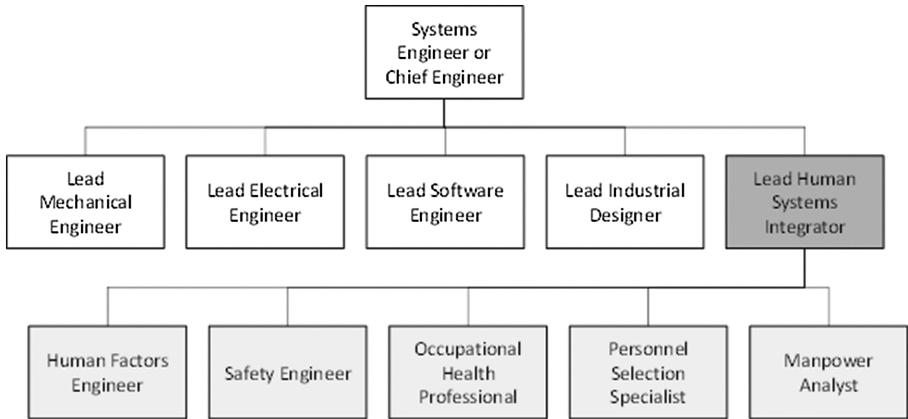 Systems
Engineer or
Chief Engineer
Lead
Mechanical
Engineer
Lead Electrical
Engineer
Lead Software
Engineer
Lead Industrial
Designer
Lead Human
Systems
Integrator
Human Factors
Engineer
Safety Engineer
Occupational
Health
Professional
Personnel
Selection
Specialist
Manpower
Analyst